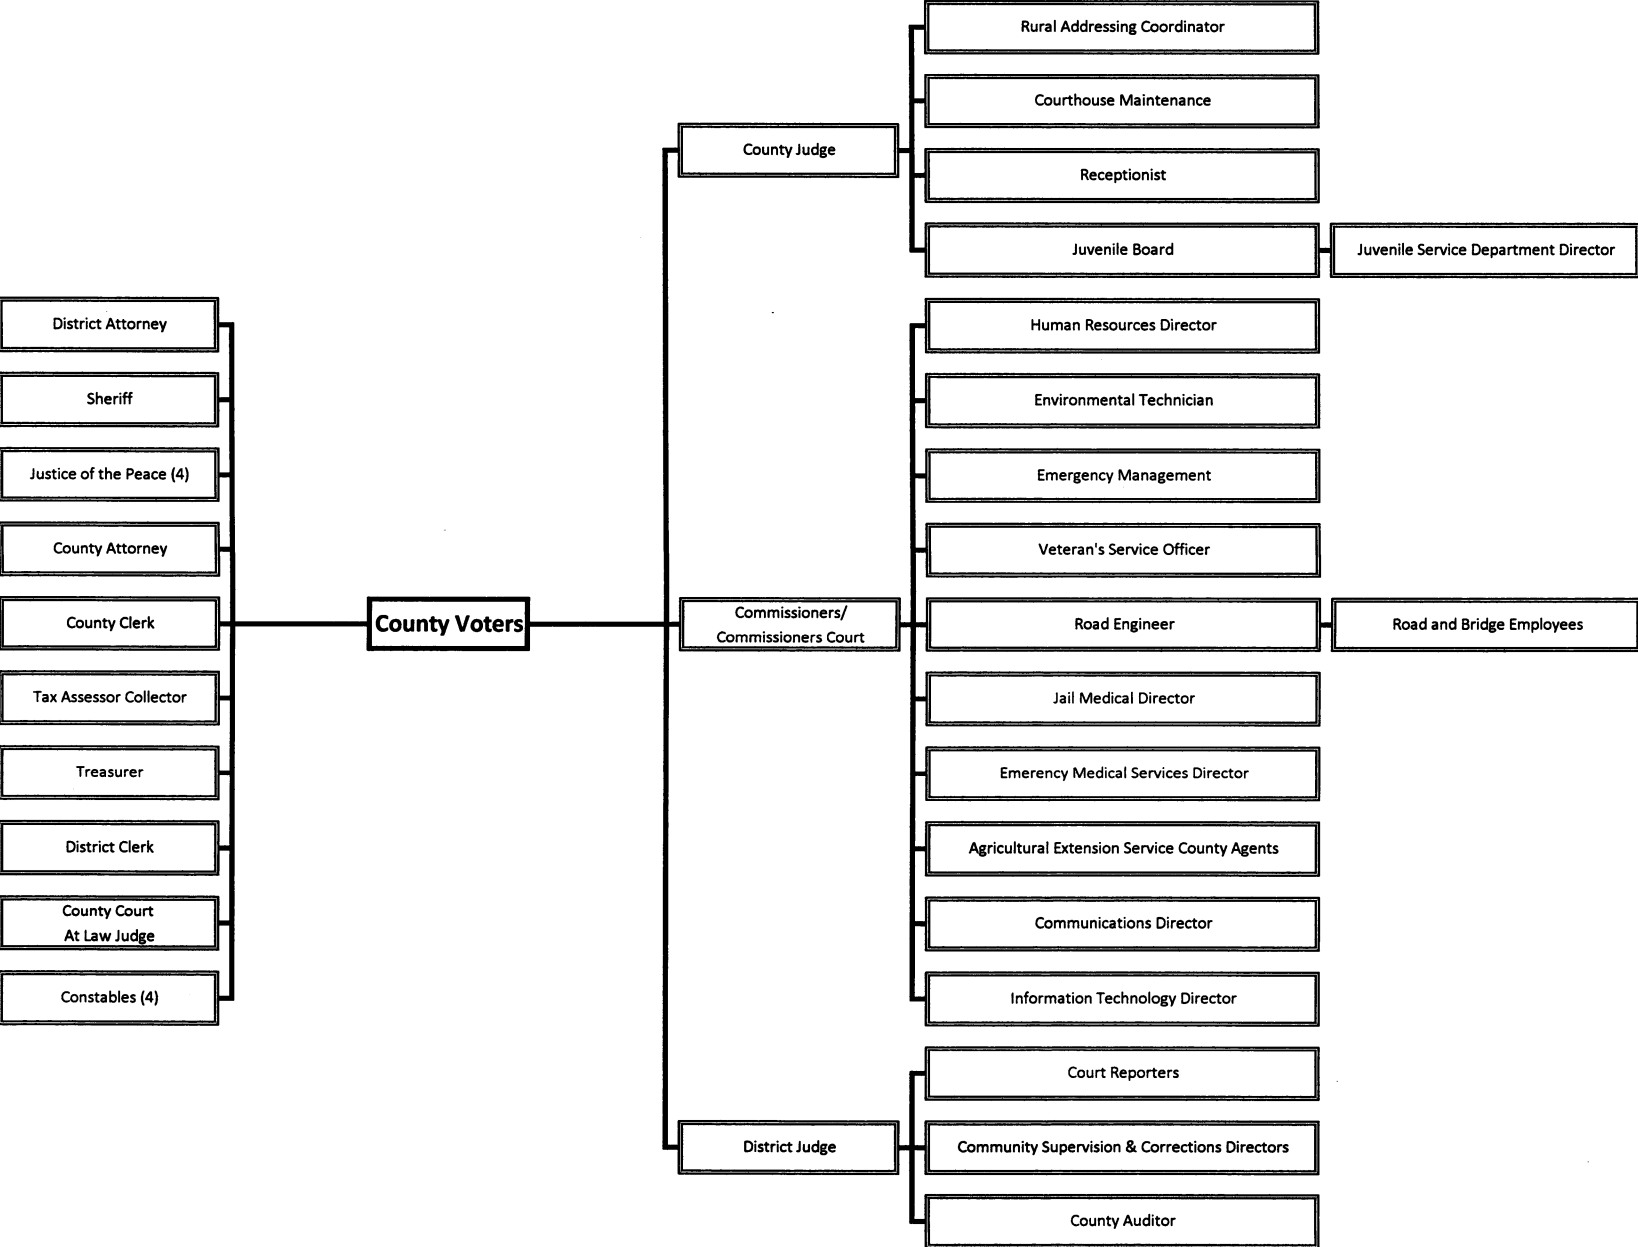 Rural Addressing Coordinator
Courthouse Maintenance
County Judge
Receptionist
Juvenile Board
Juvenile Service Department Director
District Attorney
Sheriff
Justice of the Peace (4)
County Attorney
County Clerk
Tax Assessor Collector
Treasurer
District Clerk
County Court
At Law Judge
Constables (4)
County Voters
Commissioners/
Commissioners Court
Human Resources Director
Environmental Technician
Emergency Management
Veteran's Service Officer
Road Engineer
Road and Bridge Employees
Jail Medical Director
Emerency Medical Services Director
Agricultural Extension Service County Agents
Communications Director
Information Technology Director
District Judge
Court Reporters
Community Supervision & Corrections Directors
County Auditor